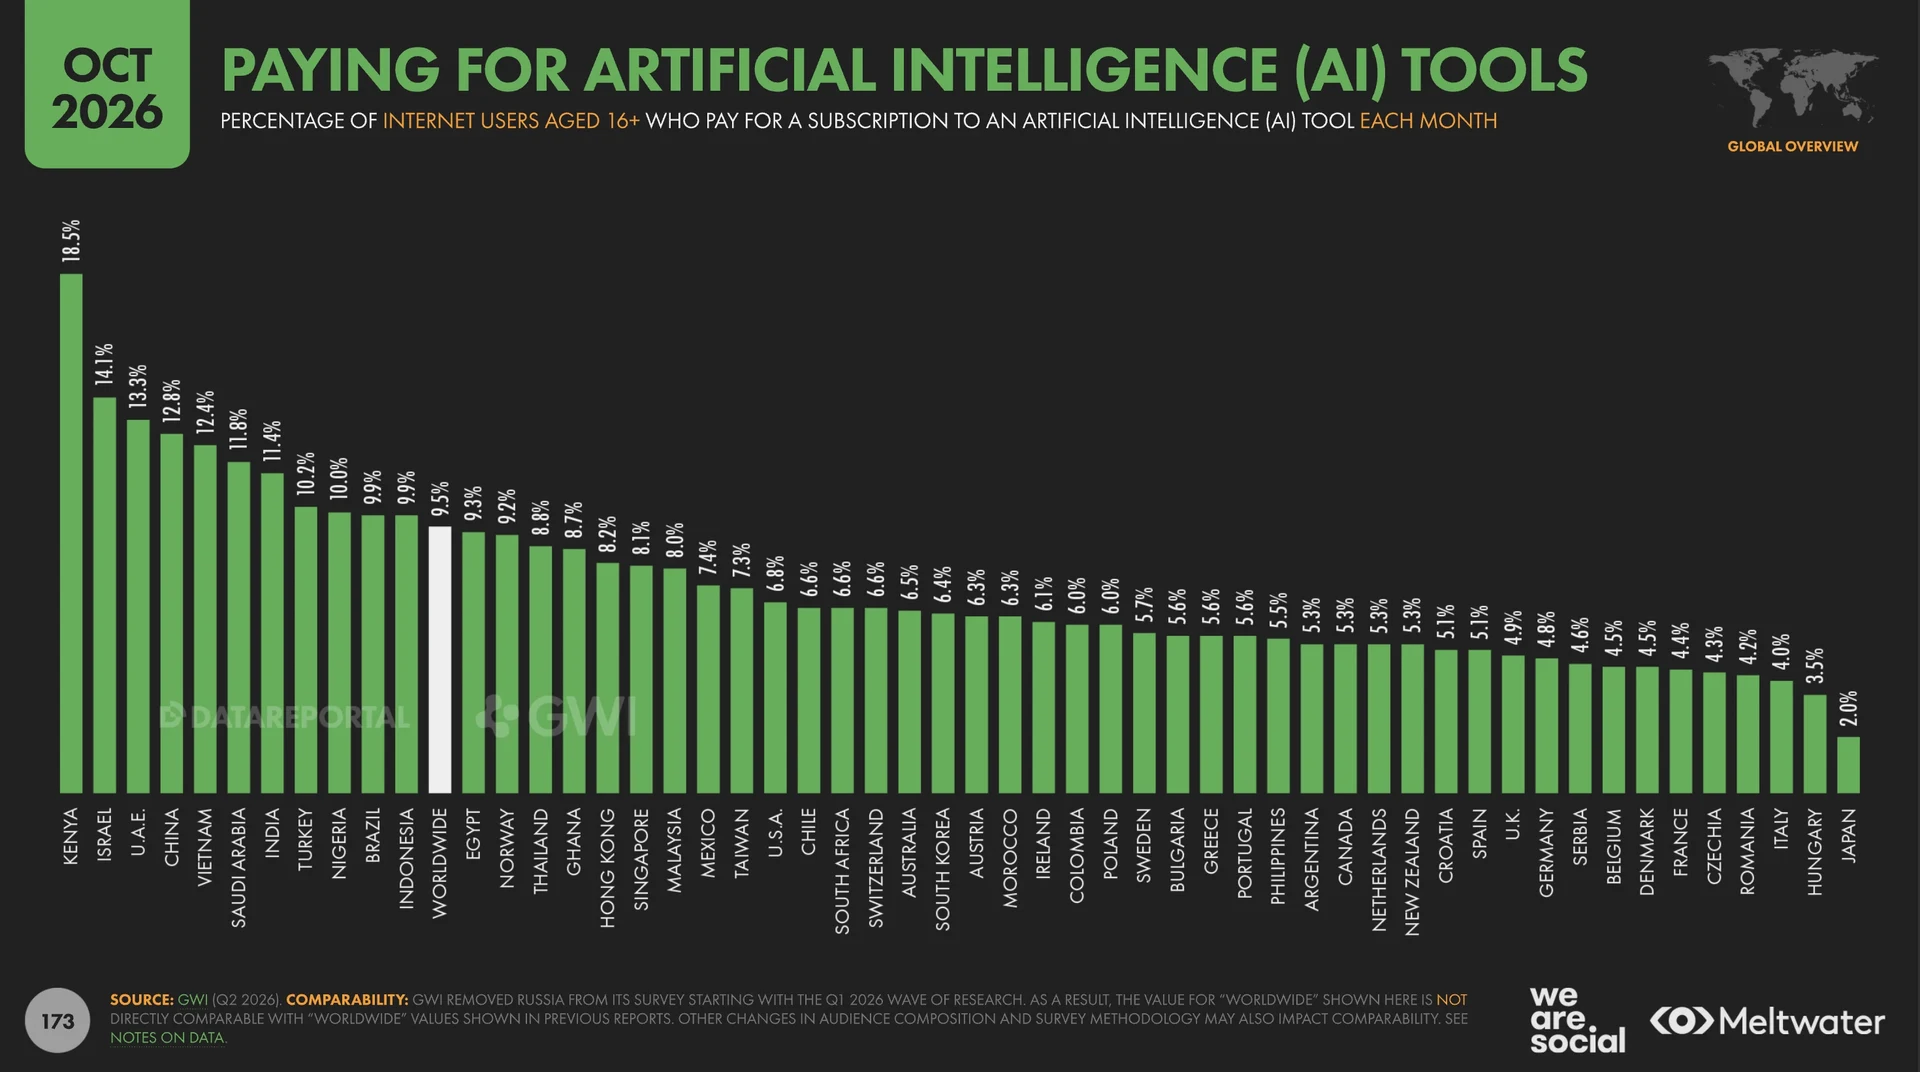 OCT
2026
PAYING FOR ARTIFICIAL INTELLIGENCE (AI) TOOLS
PERCENTAGE OF INTERNET USERS AGED 16+ WHO PAY FOR A SUBSCRIPTION TO AN ARTIFICIAL INTELLIGENCE (AI) TOOL EACH MONTH
GLOBAL OVERVIEW
18.5%
14.1%
13.3%
12.8%
12.4%
11.8%
11.4%
10.2%
10.0%
9.9%
9.9%
9.5%
9.3%
9.2%
8.8%
8.7%
8.2%
8.1%
8.0%
7.4%
7.3%
6.8%
6.6%
6.6%
6.6%
6.5%
6.4%
6.3%
6.3%
6.1%
6.0%
6.0%
5.7%
5.6%
5.6%
5.6%
5.5%
5.3%
5.3%
5.3%
5.3%
5.1%
5.1%
4.9%
4.8%
4.6%
4.5%
4.5%
4.4%
4.3%
4.2%
4.0%
3.5%
2.0%
DATAREPORTAL
GWI
KENYA
ISRAEL
U.A.E.
CHINA
VIETNAM
SAUDI ARABIA
INDIA
TURKEY
NIGERIA
BRAZIL
INDONESIA
WORLDWIDE
EGYPT
NORWAY
THAILAND
GHANA
HONG KONG
SINGAPORE
MALAYSIA
MEXICO
TAIWAN
U.S.A.
CHILE
SOUTH AFRICA
SWITZERLAND
AUSTRALIA
SOUTH KOREA
AUSTRIA
MOROCCO
IRELAND
COLOMBIA
POLAND
SWEDEN
BULGARIA
GREECE
PORTUGAL
PHILIPPINES
ARGENTINA
CANADA
NETHERLANDS
NEW ZEALAND
CROATIA
SPAIN
U.K.
GERMANY
SERBIA
BELGIUM
DENMARK
FRANCE
CZECHIA
ROMANIA
ITALY
HUNGARY
JAPAN
173
SOURCE: GWI (Q2 2026). COMPARABILITY: GWI REMOVED RUSSIA FROM ITS SURVEY STARTING WITH THE Q1 2026 WAVE OF RESEARCH. AS A RESULT, THE VALUE FOR “WORLDWIDE” SHOWN HERE IS NOT
DIRECTLY COMPARABLE WITH “WORLDWIDE” VALUES SHOWN IN PREVIOUS REPORTS. OTHER CHANGES IN AUDIENCE COMPOSITION AND SURVEY METHODOLOGY MAY ALSO IMPACT COMPARABILITY. SEE
NOTES ON DATA.
we
are
social
Meltwater